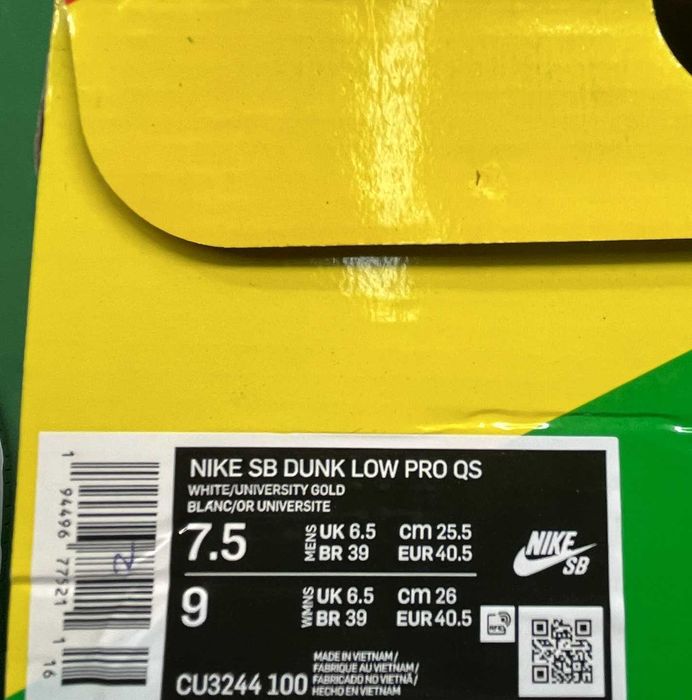 NIKE SB DUNK LOW PRO QS
WHITE/UNIVERSITY GOLD
BLANC/OR UNIVERSITE
7.5 MENS UK 6.5 cm 25.5
BR 39 EUR 40.5
9 WMNS UK 6.5 cm 26
BR 39 EUR 40.5
NIKE
SB
CU3244 100
MADE IN VIETNAM/
FABRIQUE AU VIETNAM/
FABRICADO NO VIETNÃ/
HECHO EN VIETNAM
1 94496 77521 1 16